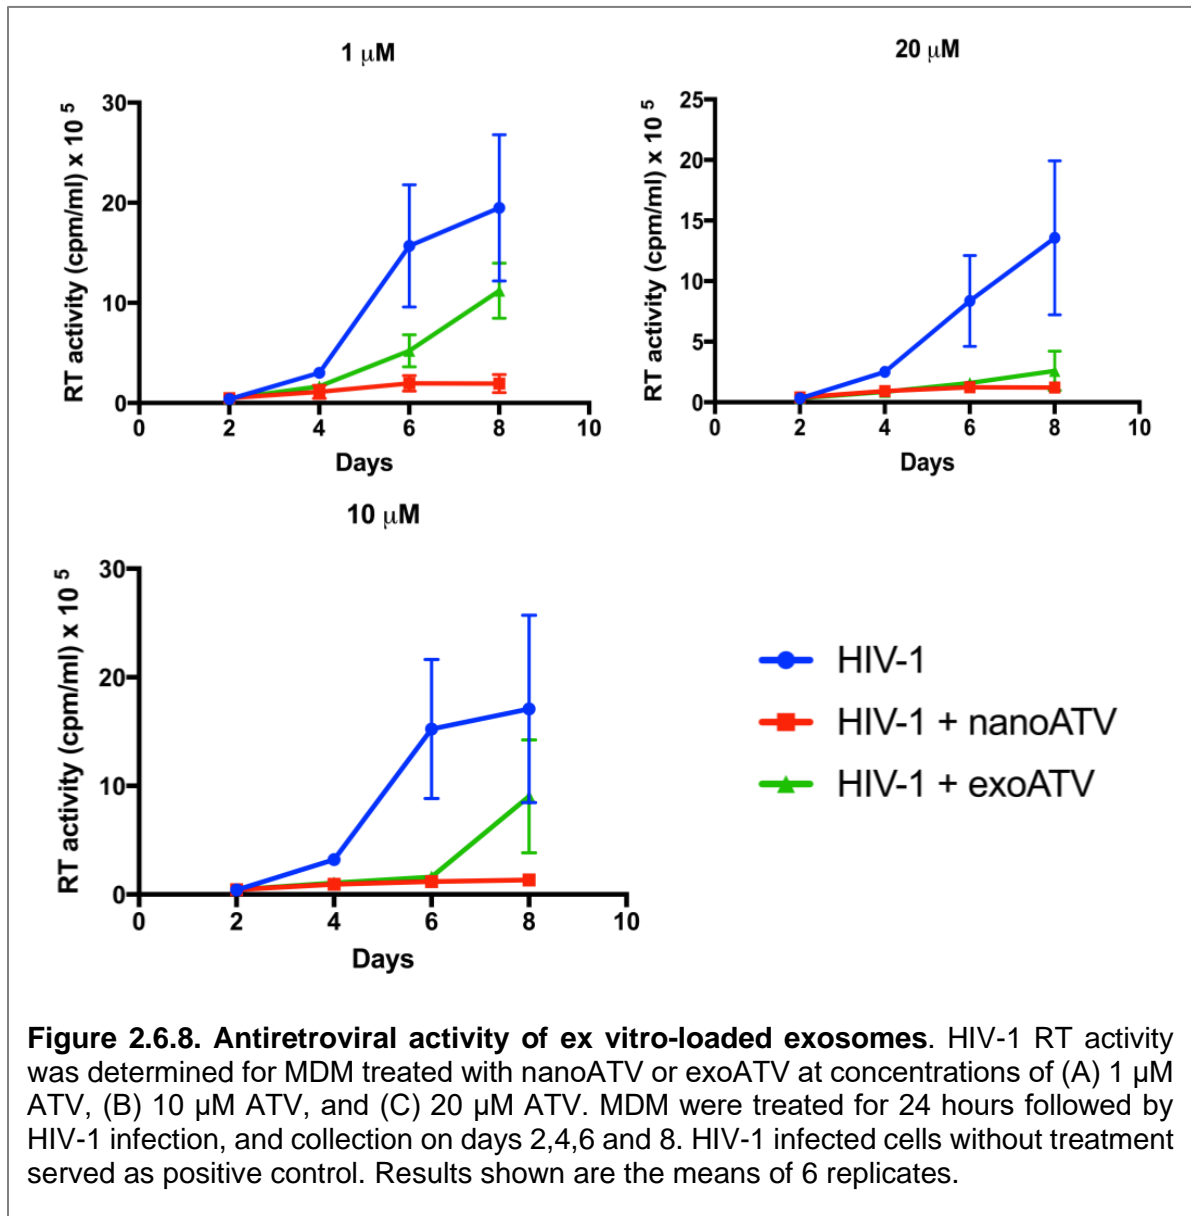 1 μM
RT activity (cpm/ml) x 10 5
30
20
10
0
0 2 4 6 8 10
Days
20 μM
RT activity (cpm/ml) x 10 5
25
20
15
10
5
0
0 2 4 6 8 10
Days
10 μM
RT activity (cpm/ml) x 10 5
30
20
10
0
0 2 4 6 8 10
Days
HIV-1
HIV-1 + nanoATV
HIV-1 + exoATV
Figure 2.6.8. Antiretroviral activity of ex vitro-loaded exosomes. HIV-1 RT activity
was determined for MDM treated with nanoATV or exoATV at concentrations of (A) 1 µM
ATV, (B) 10 µM ATV, and (C) 20 µM ATV. MDM were treated for 24 hours followed by
HIV-1 infection, and collection on days 2,4,6 and 8. HIV-1 infected cells without treatment
served as positive control. Results shown are the means of 6 replicates.